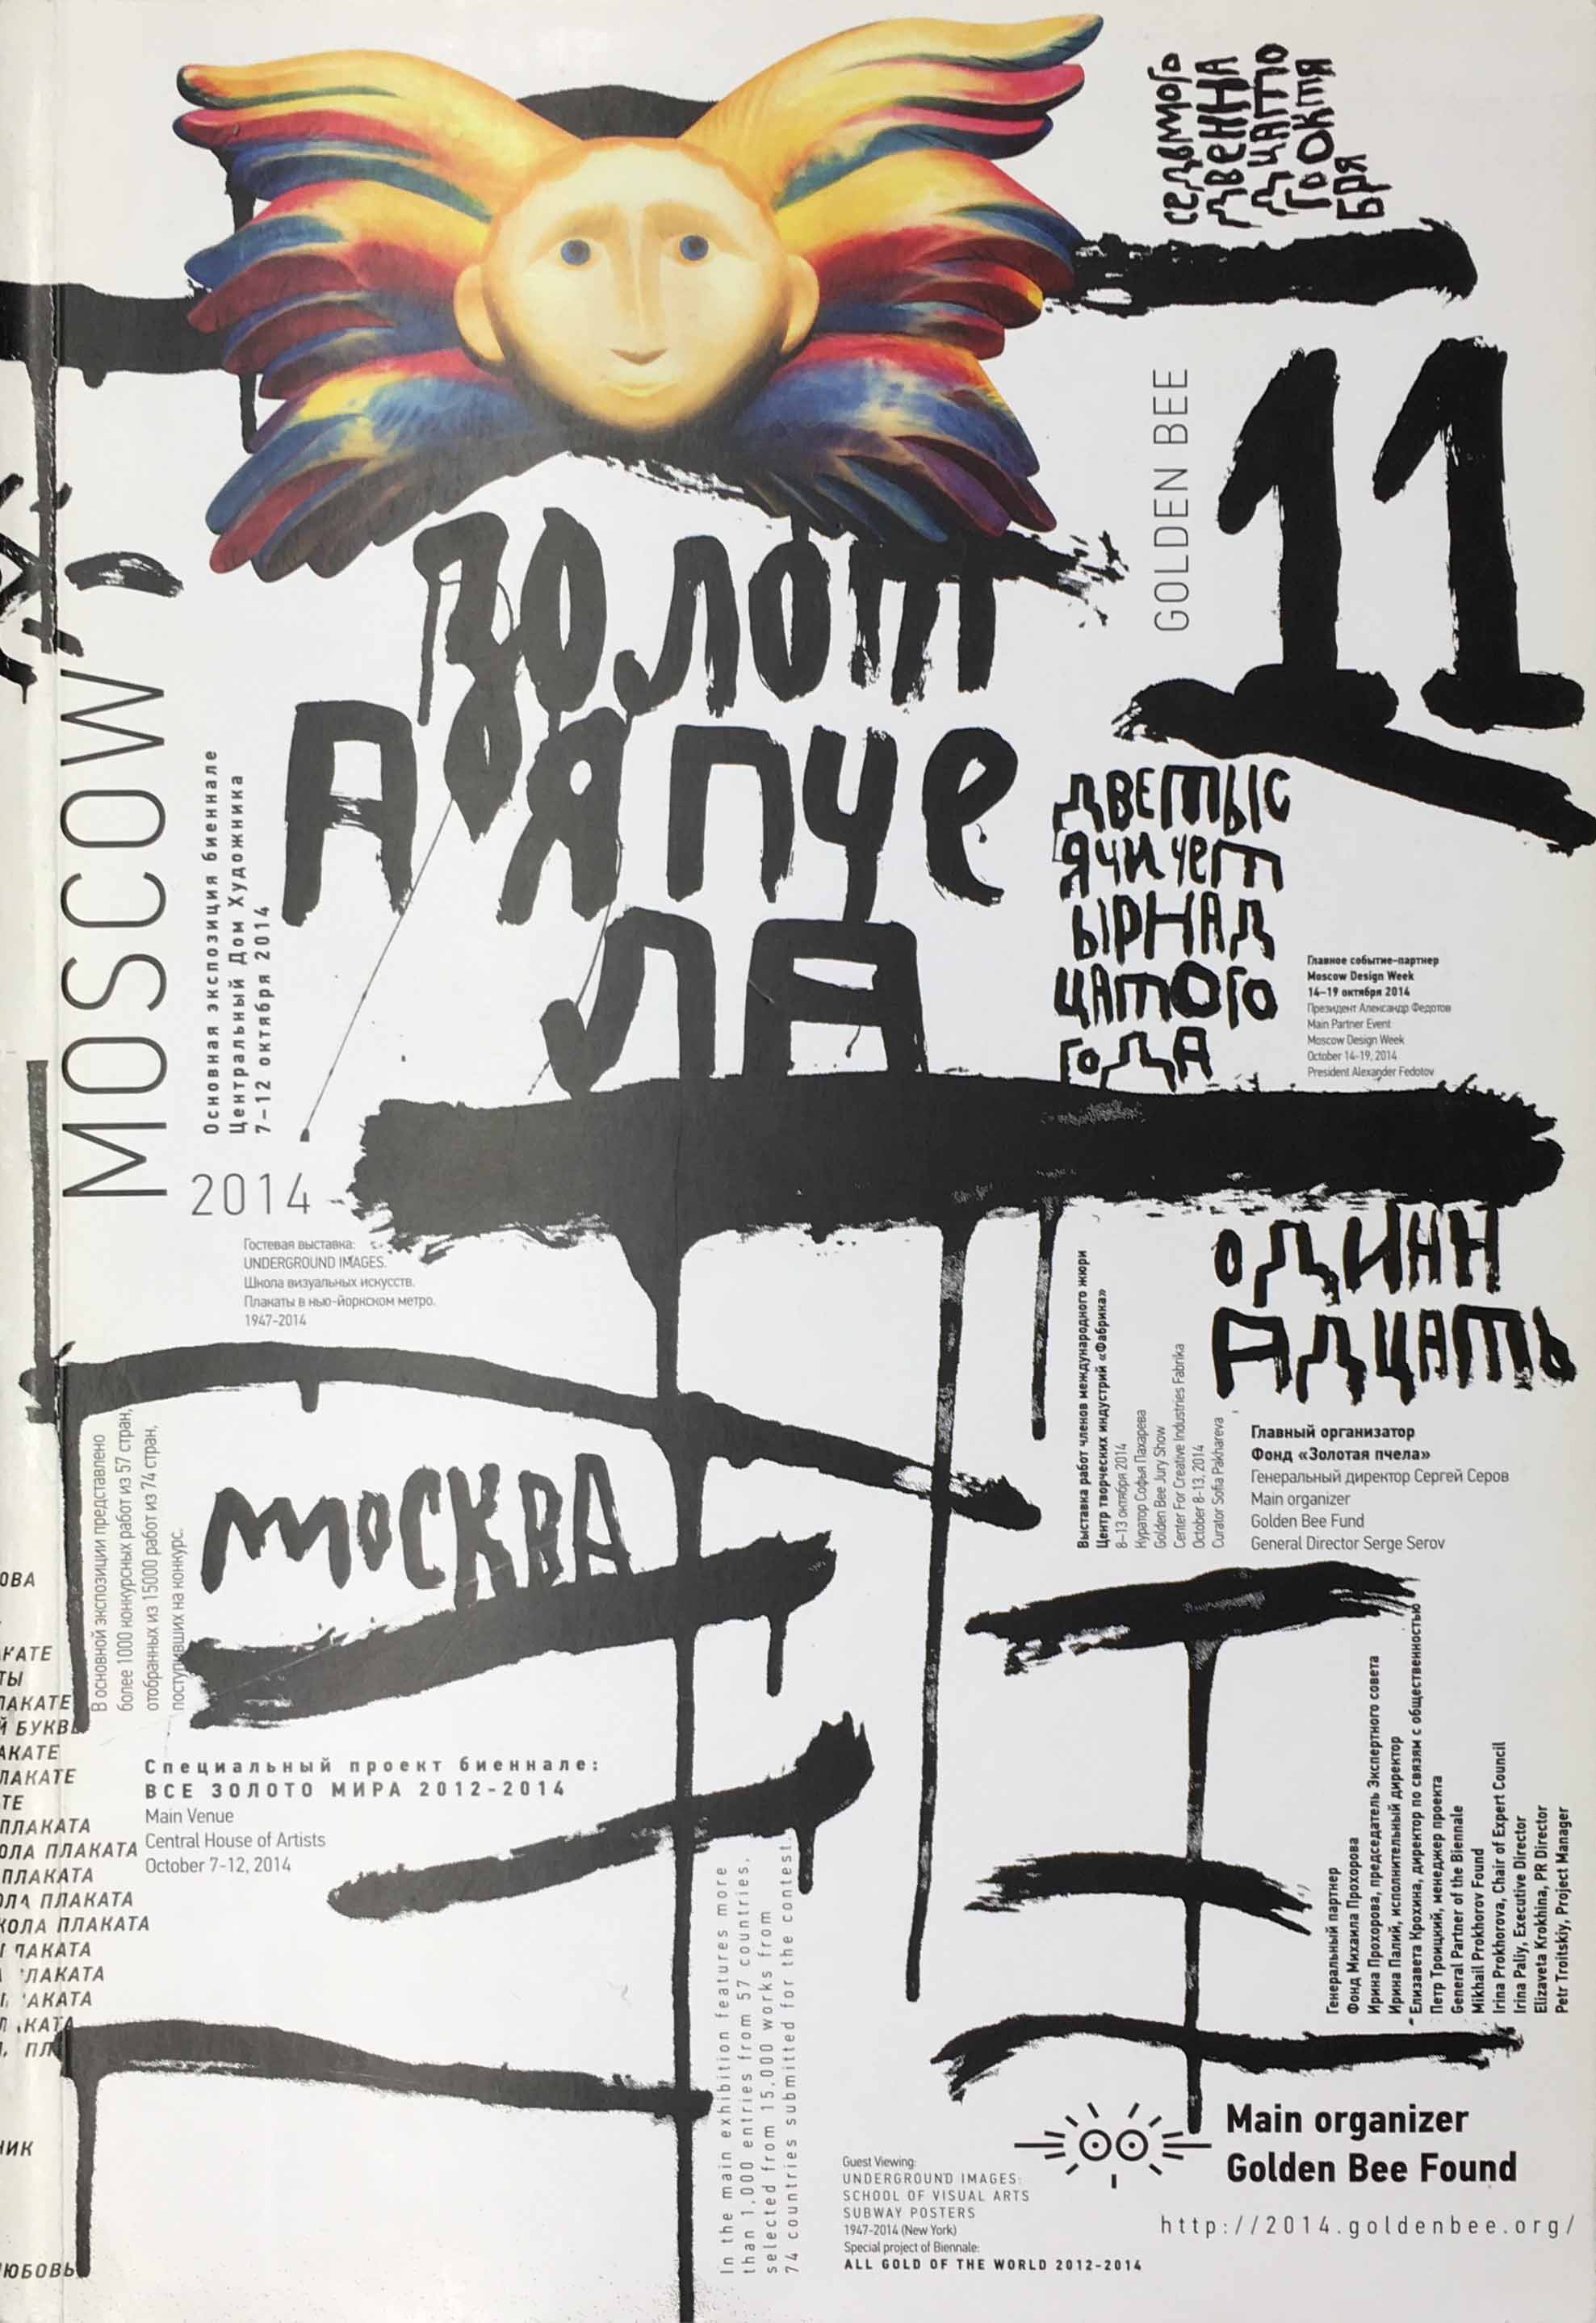 седьмого
двенна
дцато
гоокtя
бря
GOLDEN BEE
11
MOSCOW
золот
аяпче
ла
Основная экспозиция биеннале
Центральный Дом Художника
7–12 октября 2014
2014
дветыс
ячичет
ырнад
цатого
года
Главное событие-партнер
Moscow Design Week
14–19 октября 2014
Президент Александр Федотов
Main Partner Event
Moscow Design Week
October 14-19, 2014
President Alexander Fedotov
Гостевая выставка:
UNDERGROUND IMAGES.
Школа визуальных искусств.
Плакаты в нью-йоркском метро.
1947-2014
одинн
адцать
Выставка работ членов международного жюри
Центр творческих индустрий «Фабрика»
8–13 октября 2014
Куратор Софья Пахарева
Golden Bee Jury Show
Center For Creative Industries Fabrika
October 8-13, 2014
Curator Sofia Pakhareva
Главный организатор
Фонд «Золотая пчела»
Генеральный директор Сергей Серов
Main organizer
Golden Bee Fund
General Director Serge Serov
В основной экспозиции представлено
более 1000 конкурсных работ из 57 стран,
отобранных из 15000 работ из 74 стран,
поступивших на конкурс.
москва
ОВА
КАТЕ
ТЫ
ЛАКАТЕ
Й БУКВЫ
АКАТЕ
ЛАКАТЕ
ТЕ
ПЛАКАТА
ОЛА ПЛАКАТА
ПЛАКАТА
ОЛА ПЛАКАТА
КОЛА ПЛАКАТА
ЛАКАТА
ЛАКАТА
АКАТА
КАТА
ПЛ
НИК
ЮБОВЬ
Специальный проект биеннале:
ВСЕ ЗОЛОТО МИРА 2012-2014
Main Venue
Central House of Artists
October 7-12, 2014
In the main exhibition features more
than 1,000 entries from 57 countries,
selected from 15,000 works from
74 countries submitted for the contest.
Генеральный партнер
Фонд Михаила Прохорова
Ирина Прохорова, председатель Экспертного совета
Ирина Палий, исполнительный директор
Елизавета Крохина, директор по связям с общественностью
Петр Троицкий, менеджер проекта
General Partner of the Biennale
Mikhail Prokhorov Found
Irina Prokhorova, Chair of Expert Council
Irina Paliy, Executive Director
Elizaveta Krokhina, PR Director
Petr Troitskiy, Project Manager
Main organizer
Golden Bee Found
http://2014.goldenbee.org/
Guest Viewing:
UNDERGROUND IMAGES:
SCHOOL OF VISUAL ARTS
SUBWAY POSTERS
1947-2014 (New York)
Special project of Biennale:
ALL GOLD OF THE WORLD 2012-2014